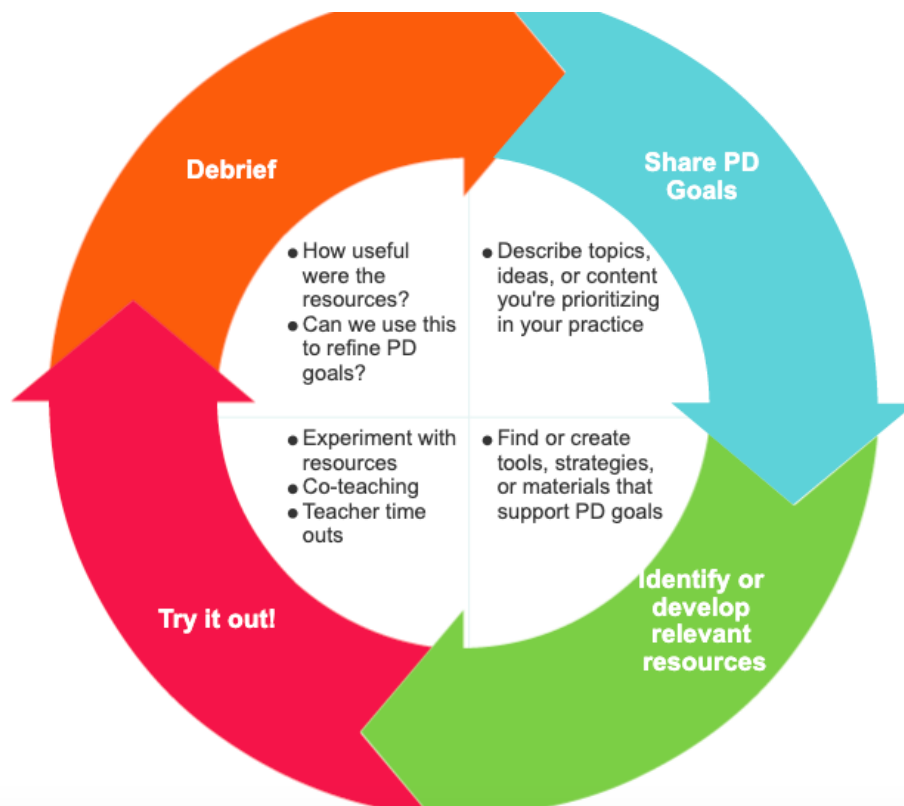 Debrief
Share PD
Goals
● How useful
were the
resources?
● Can we use this
to refine PD
goals?
● Describe topics,
ideas, or content
you're prioritizing
in your practice
● Experiment with
resources
● Co-teaching
● Teacher time
outs
● Find or create
tools, strategies,
or materials that
support PD goals
Try it out!
Identify or
develop
relevant
resources